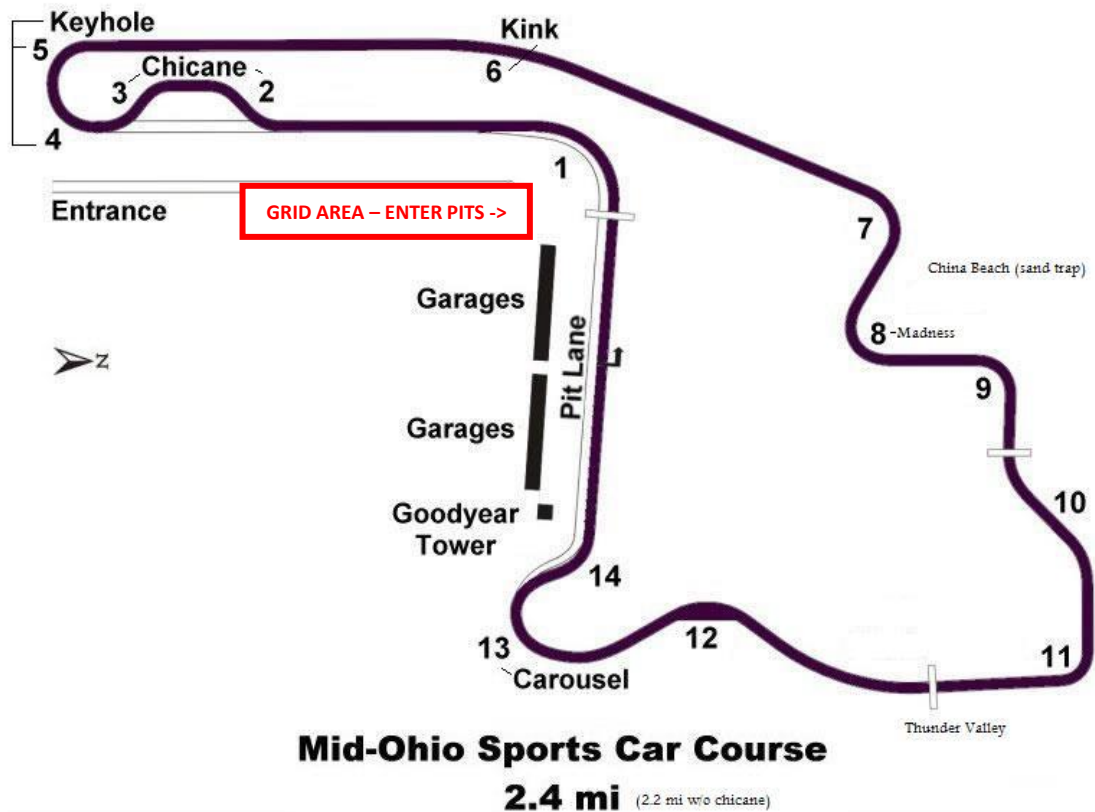 Keyhole
Kink
5
6
Chicane
3
2
4
1
Entrance
GRID AREA – ENTER PITS ->
7
China Beach (sand trap)
Garages
8 -Madness
Pit Lane
N
9
Garages
10
Goodyear
Tower
14
12
13
11
Carousel
Thunder Valley
Mid-Ohio Sports Car Course
2.4 mi (2.2 mi w/o chicane)